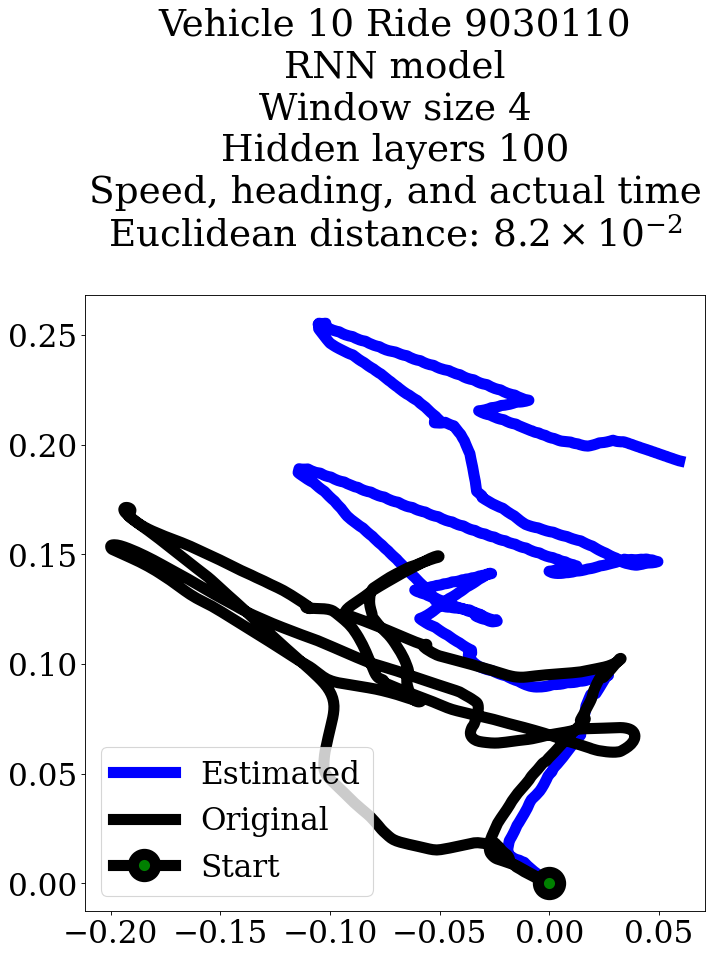 Vehicle 10 Ride 9030110
RNN model
Window size 4
Hidden layers 100
Speed, heading, and actual time
Euclidean distance: 8.2 × 10⁻²
0.25
0.20
0.15
0.10
0.05
0.00
Estimated
Original
Start
−0.20 −0.15 −0.10 −0.05 0.00 0.05